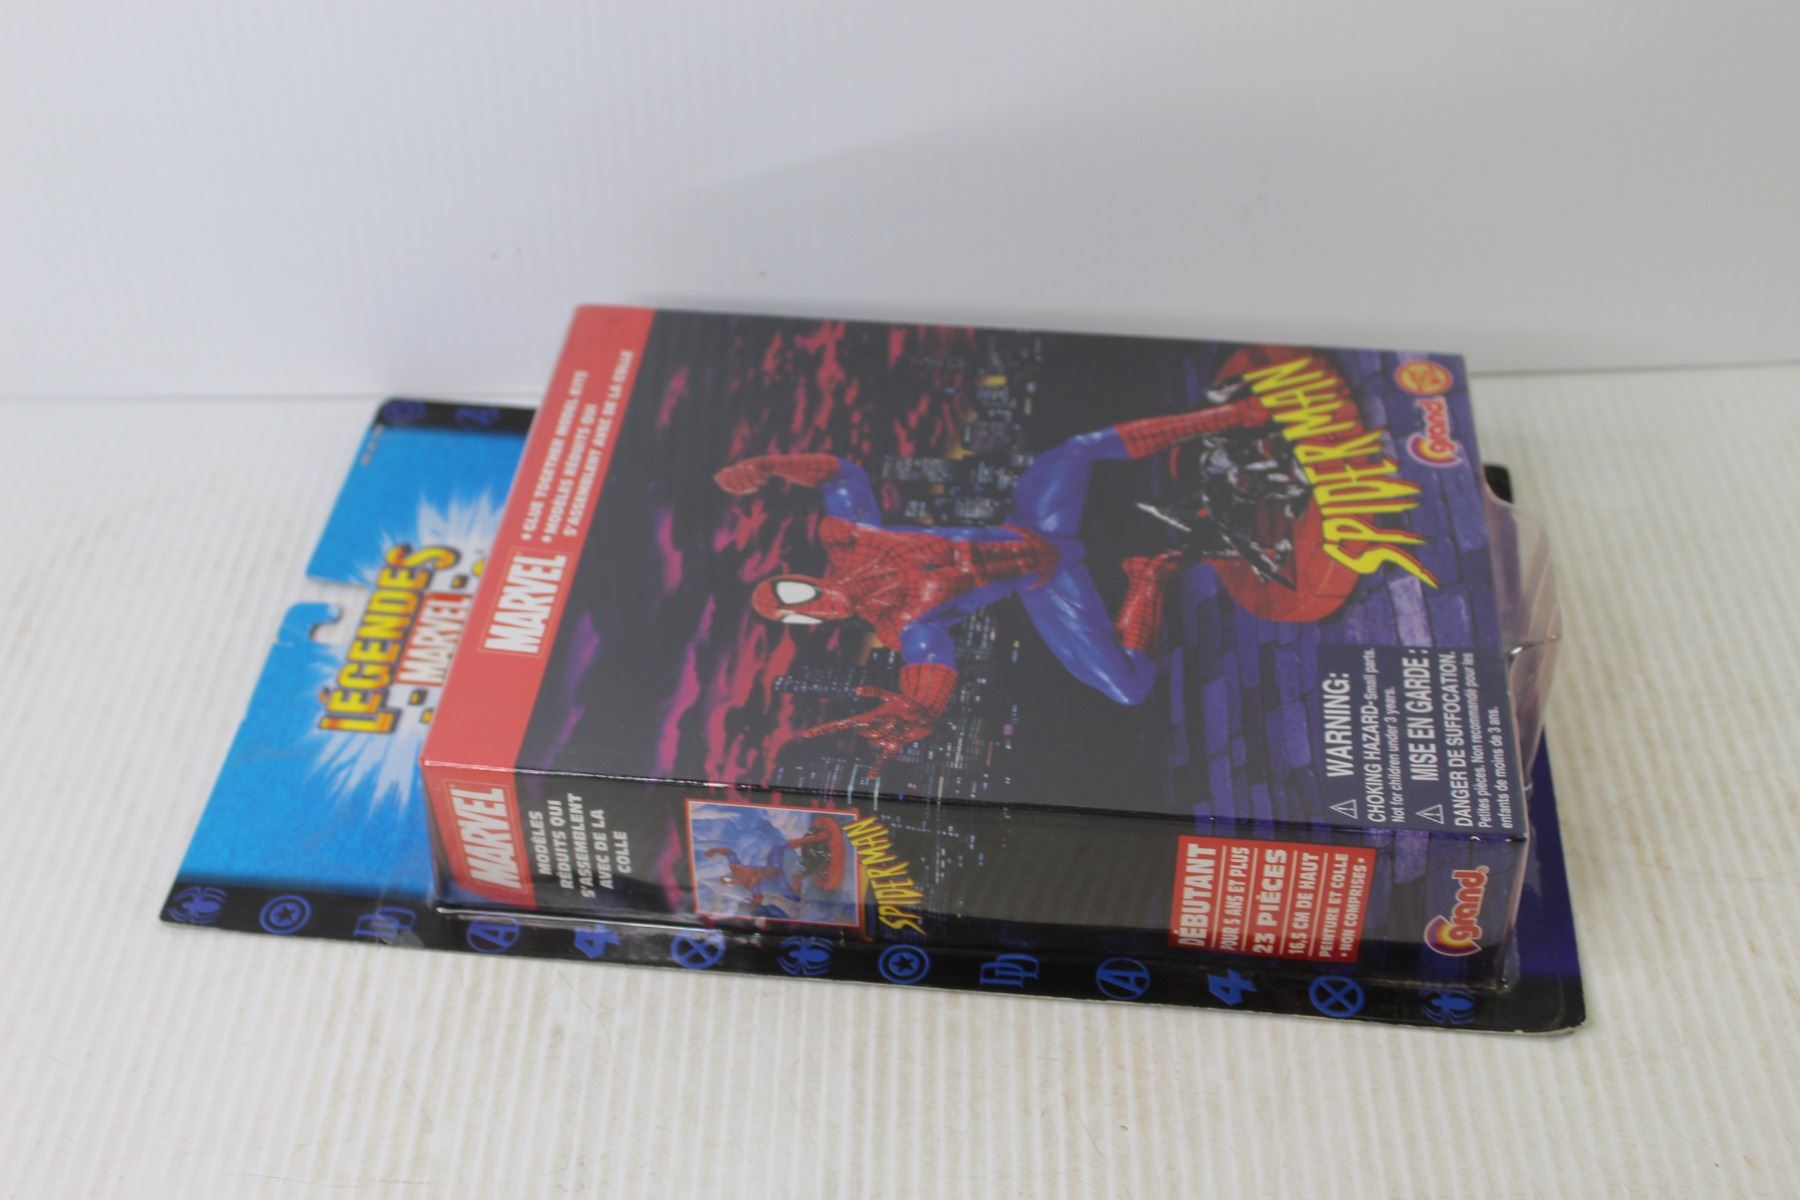 LÉGENDES
MARVEL
MARVEL
•GLUE TOGETHER MODEL KITS
•MODÈLES RÉDUITS QUI
S'ASSEMBLENT AVEC DE LA COLLE
SPIDER-MAN
Grand
WARNING:
CHOKING HAZARD-Small parts.
Not for children under 3 years.
MISE EN GARDE :
DANGER DE SUFFOCATION.
Petites pièces. Non recommandé pour les
enfants de moins de 3 ans.
MARVEL
MODÈLES
RÉDUITS QUI
S'ASSEMBLENT
AVEC DE LA
COLLE
SPIDER-MAN
DÉBUTANT
POUR 5 ANS ET PLUS
23 PIÈCES
16,5 CM DE HAUT
PEINTURE ET COLLE
• NON COMPRISES •
Grand